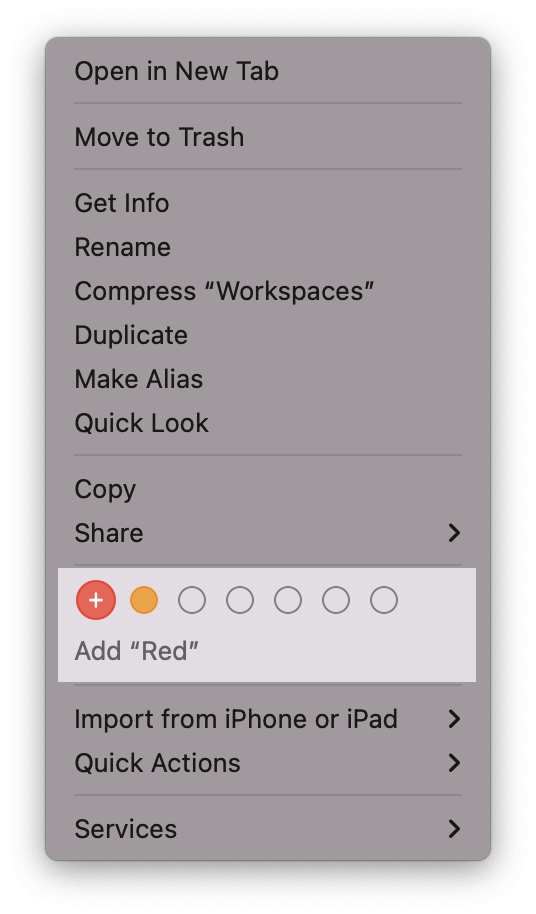 Open in New Tab
Move to Trash
Get Info
Rename
Compress “Workspaces”
Duplicate
Make Alias
Quick Look
Copy
Share
Add “Red”
Import from iPhone or iPad
Quick Actions
Services